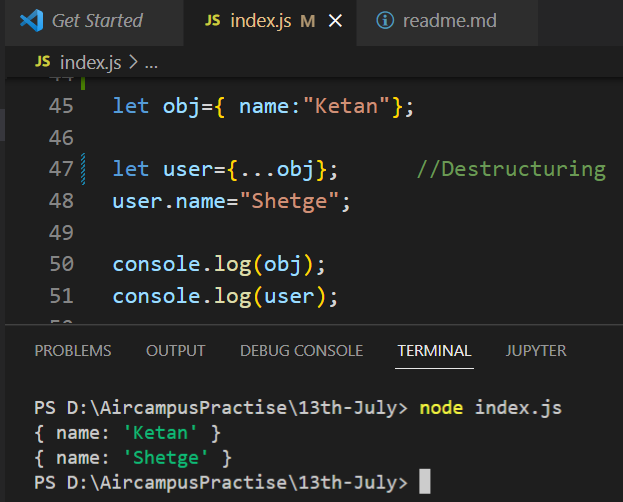 Get Started JS index.js M × readme.md
JS index.js > ...
45 let obj={ name:"Ketan"};
46
47 let user={...obj}; //Destructuring
48 user.name="Shetge";
49
50 console.log(obj);
51 console.log(user);
PROBLEMS OUTPUT DEBUG CONSOLE TERMINAL JUPYTER
PS D:\AircampusPractise\13th-July> node index.js
{ name: 'Ketan' }
{ name: 'Shetge' }
PS D:\AircampusPractise\13th-July>